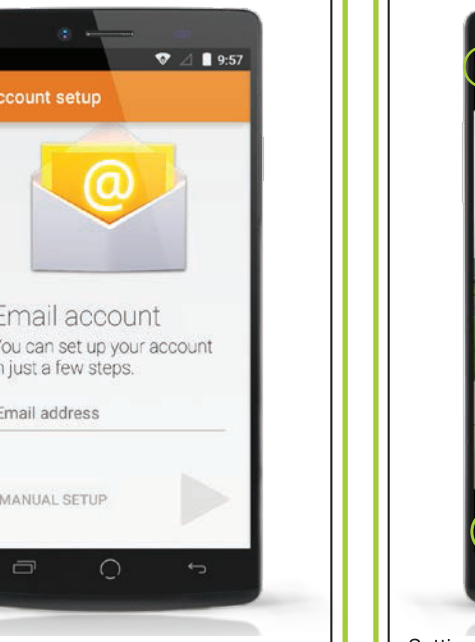 9:57
ccount setup
@
Email account
You can set up your account
n just a few steps.
Email address
MANUAL SETUP